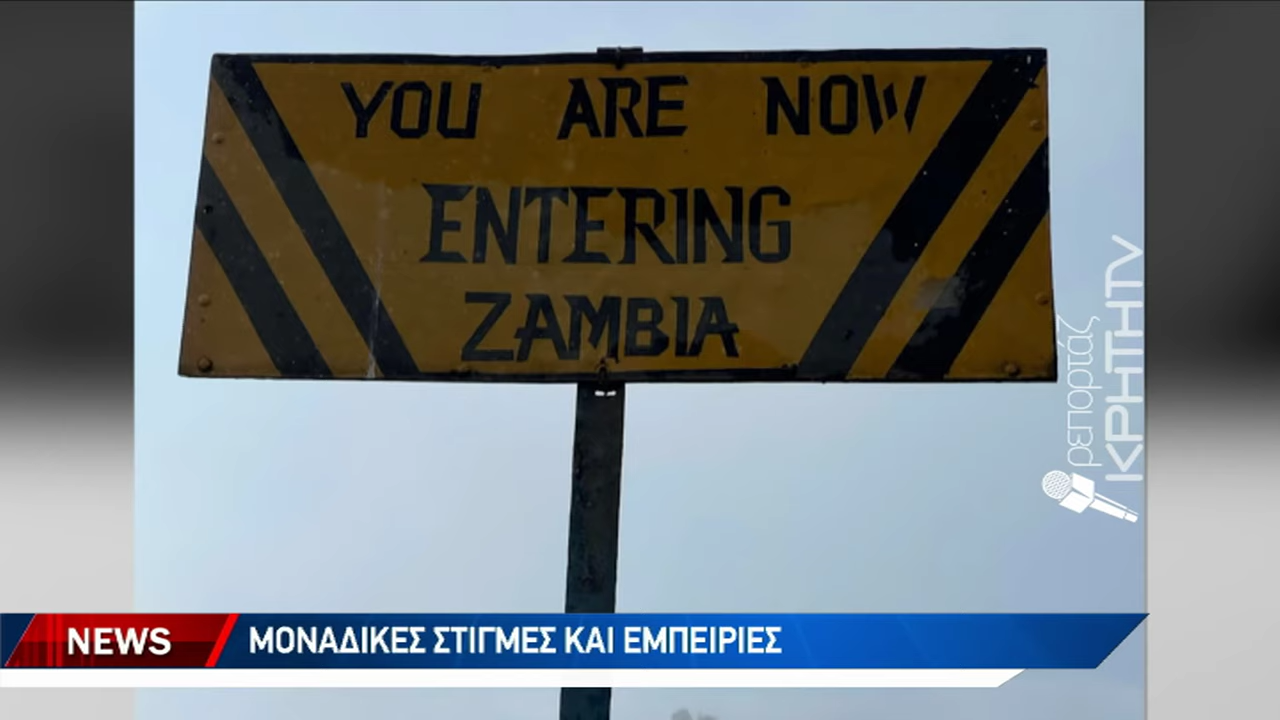 YOU ARE NOW
ENTERING
ZAMBIA
ρεπορτάζ
ΚΡΗΤΗTV
NEWS
ΜΟΝΑΔΙΚΕΣ ΣΤΙΓΜΕΣ ΚΑΙ ΕΜΠΕΙΡΙΕΣ